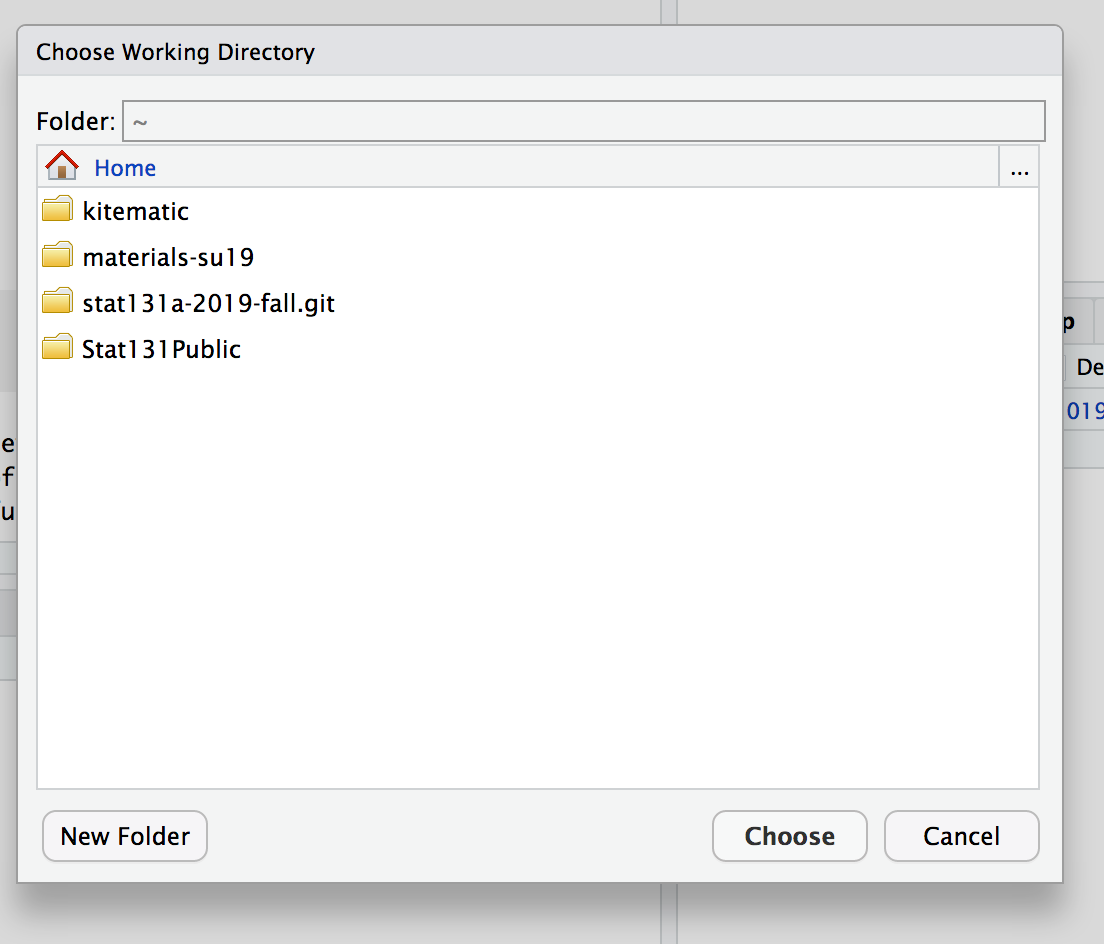 Choose Working Directory
Folder: ~
Home ...
kitematic
materials-su19
stat131a-2019-fall.git
Stat131Public
p
De
019
e
f
u
New Folder Choose Cancel